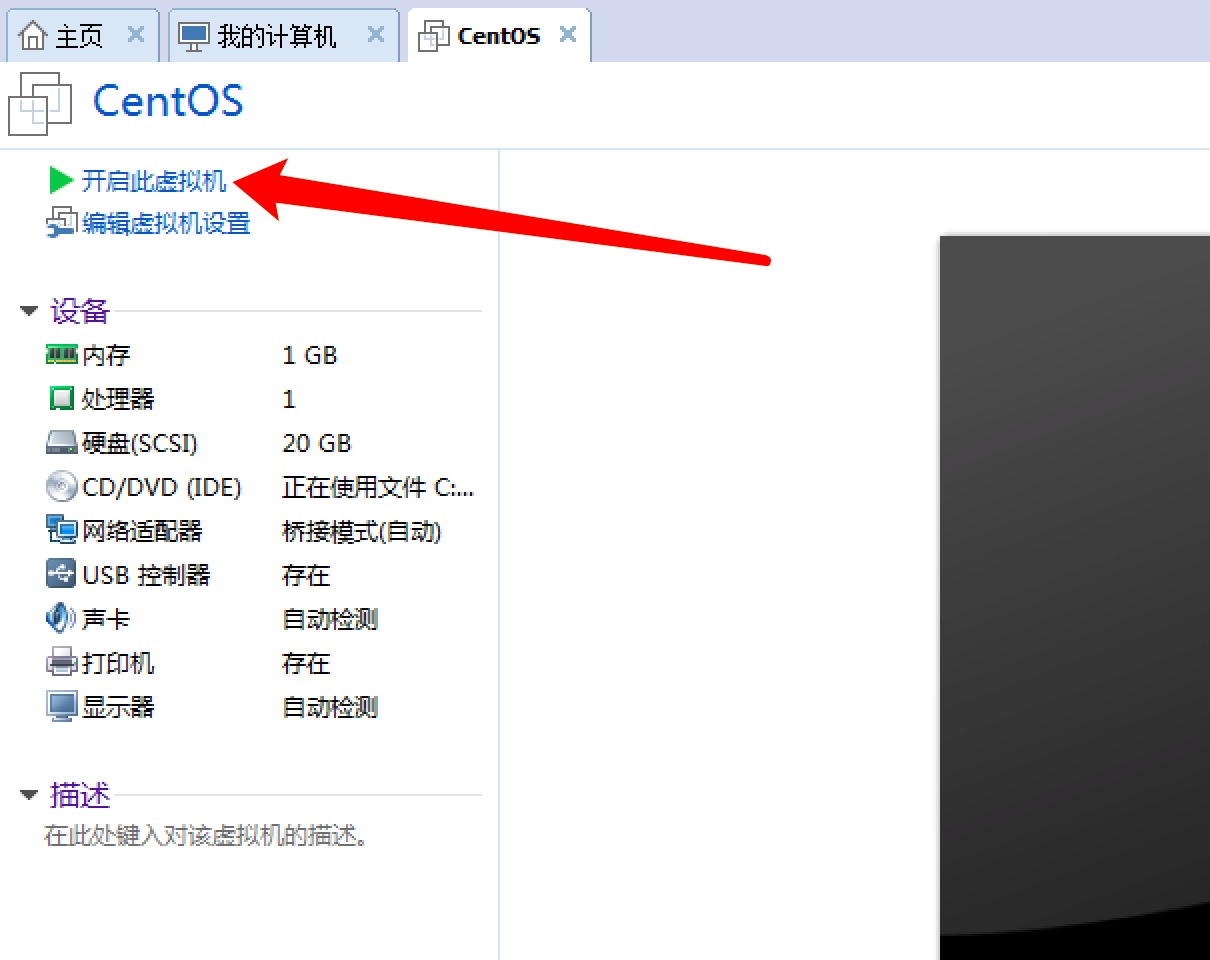 主页
我的计算机
CentOS
CentOS
开启此虚拟机
编辑虚拟机设置
设备
内存 1 GB
处理器 1
硬盘(SCSI) 20 GB
CD/DVD (IDE) 正在使用文件 C:...
网络适配器 桥接模式(自动)
USB 控制器 存在
声卡 自动检测
打印机 存在
显示器 自动检测
描述
在此处键入对该虚拟机的描述。